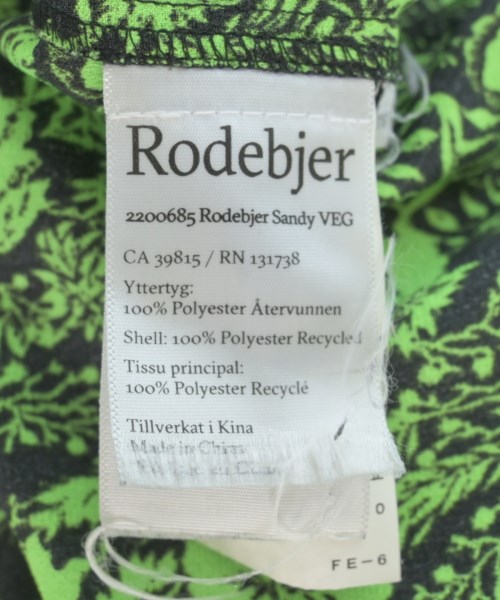 Rodebjer
2200685 Rodebjer Sandy VEG
CA 39815 / RN 131738
Yttertyg:
100% Polyester Återvunnen
Shell: 100% Polyester Recycled
Tissu principal:
100% Polyester Recyclé
Tillverkat i Kina
Made in China
0
FE-6